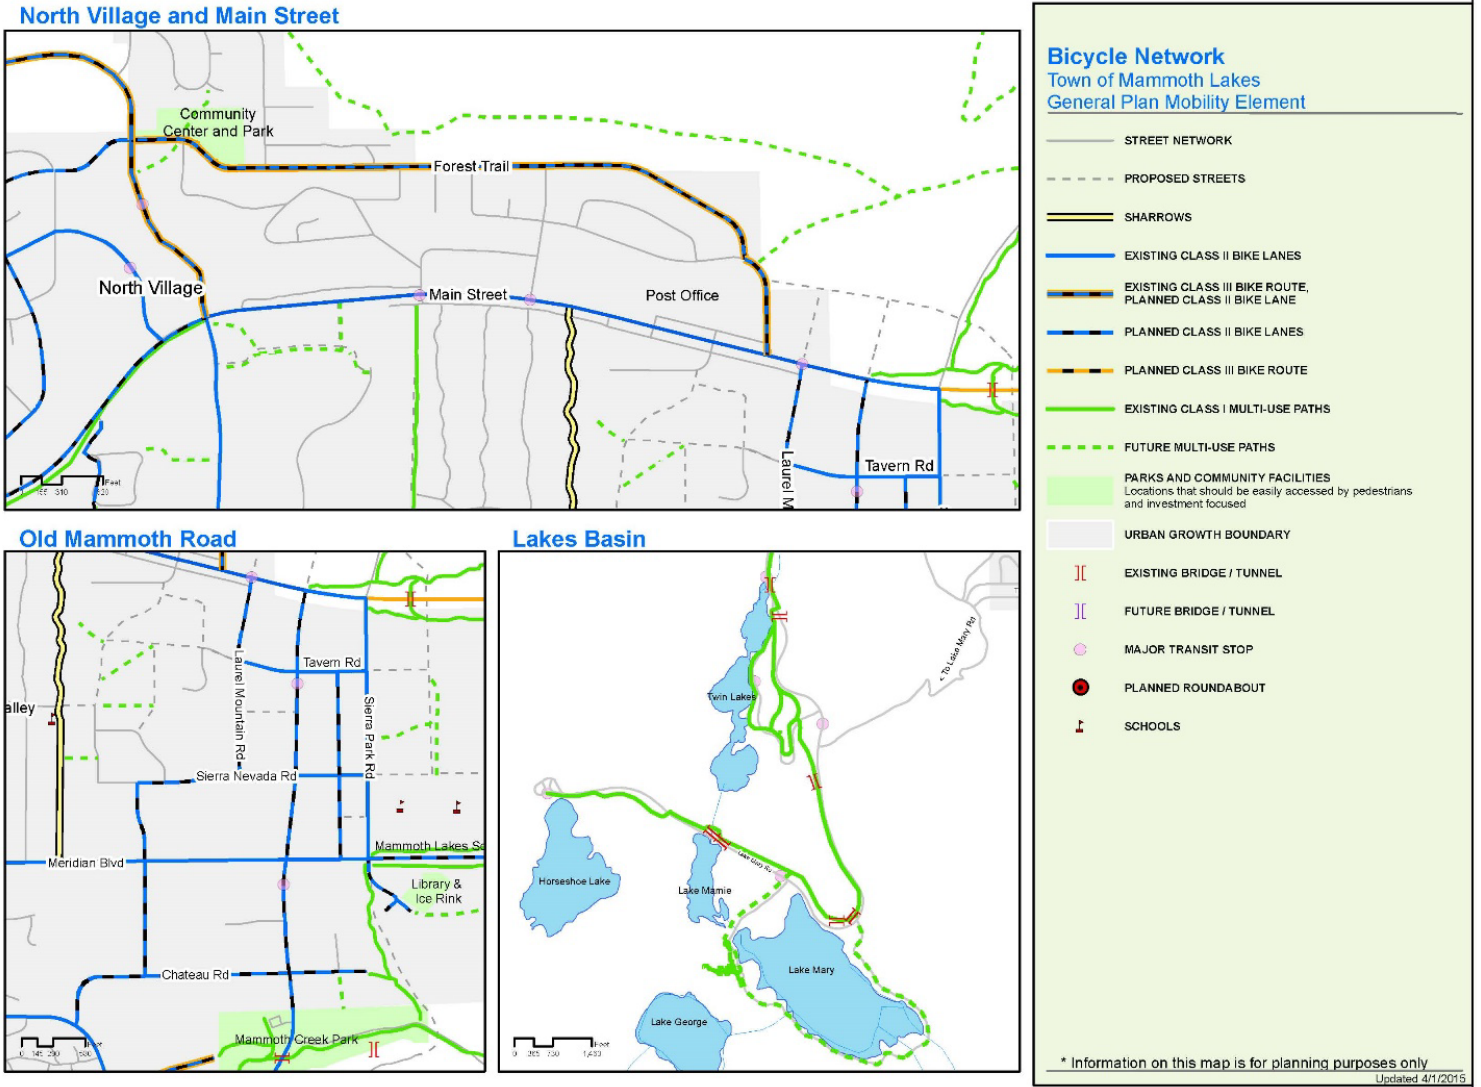 North Village and Main Street
Community
Center and Park
Forest Trail
North Village
Main Street
Post Office
Laurel M
Tavern Rd
Feet
Old Mammoth Road
Tavern Rd
Laurel Mountain Rd
Sierra Park Rd
alley
Sierra Nevada Rd
Meridian Blvd
Mammoth Lakes Sc
Library &
Ice Rink
Chateau Rd
Mammoth Creek Park
Lakes Basin
To Lake Mary Rd
Twin Lakes
Lake Mary Rd
Horseshoe Lake
Lake Mamie
Lake Mary
Lake George
Bicycle Network
Town of Mammoth Lakes
General Plan Mobility Element
STREET NETWORK
PROPOSED STREETS
SHARROWS
EXISTING CLASS II BIKE LANES
EXISTING CLASS III BIKE ROUTE,
PLANNED CLASS II BIKE LANE
PLANNED CLASS II BIKE LANES
PLANNED CLASS III BIKE ROUTE
EXISTING CLASS I MULTI-USE PATHS
FUTURE MULTI-USE PATHS
PARKS AND COMMUNITY FACILITIES
Locations that should be easily accessed by pedestrians
and investment focused
URBAN GROWTH BOUNDARY
EXISTING BRIDGE / TUNNEL
FUTURE BRIDGE / TUNNEL
MAJOR TRANSIT STOP
PLANNED ROUNDABOUT
SCHOOLS
* Information on this map is for planning purposes only
Updated 4/1/2015